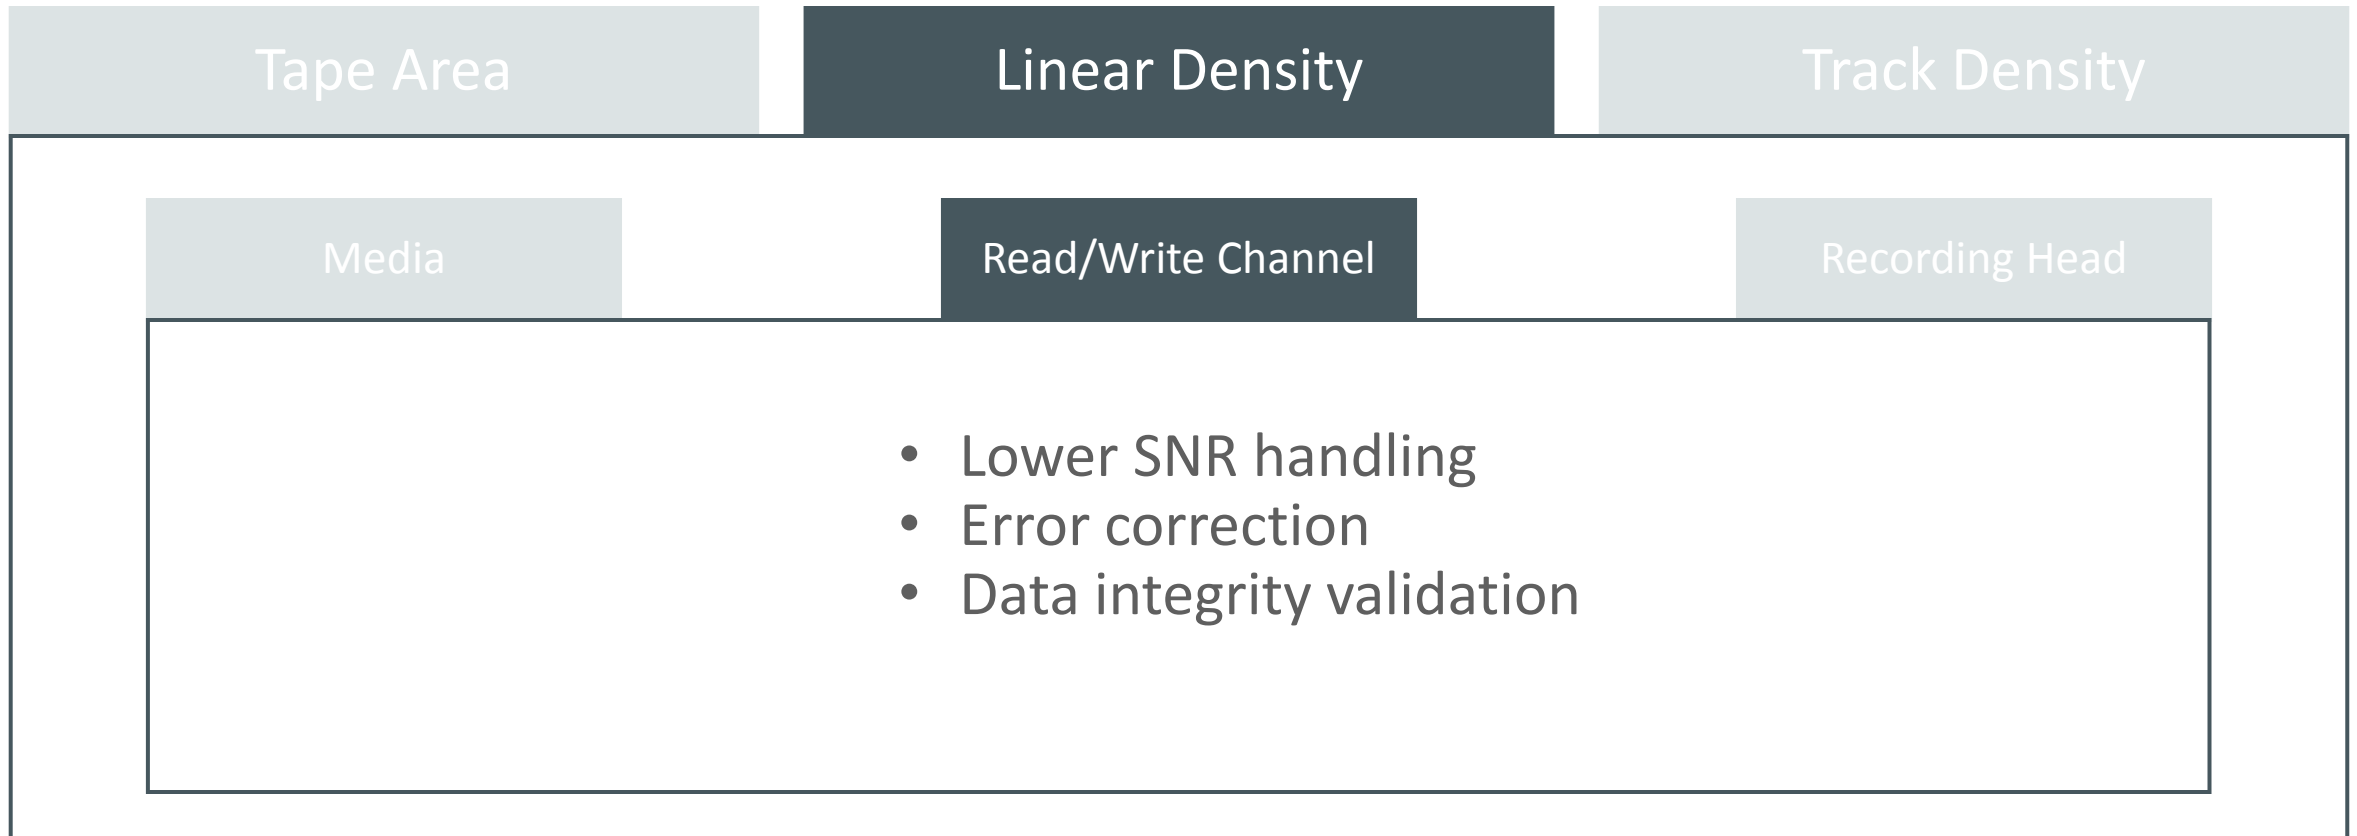 Tape Area
Linear Density
Track Density
Media
Read/Write Channel
Recording Head
• Lower SNR handling
• Error correction
• Data integrity validation